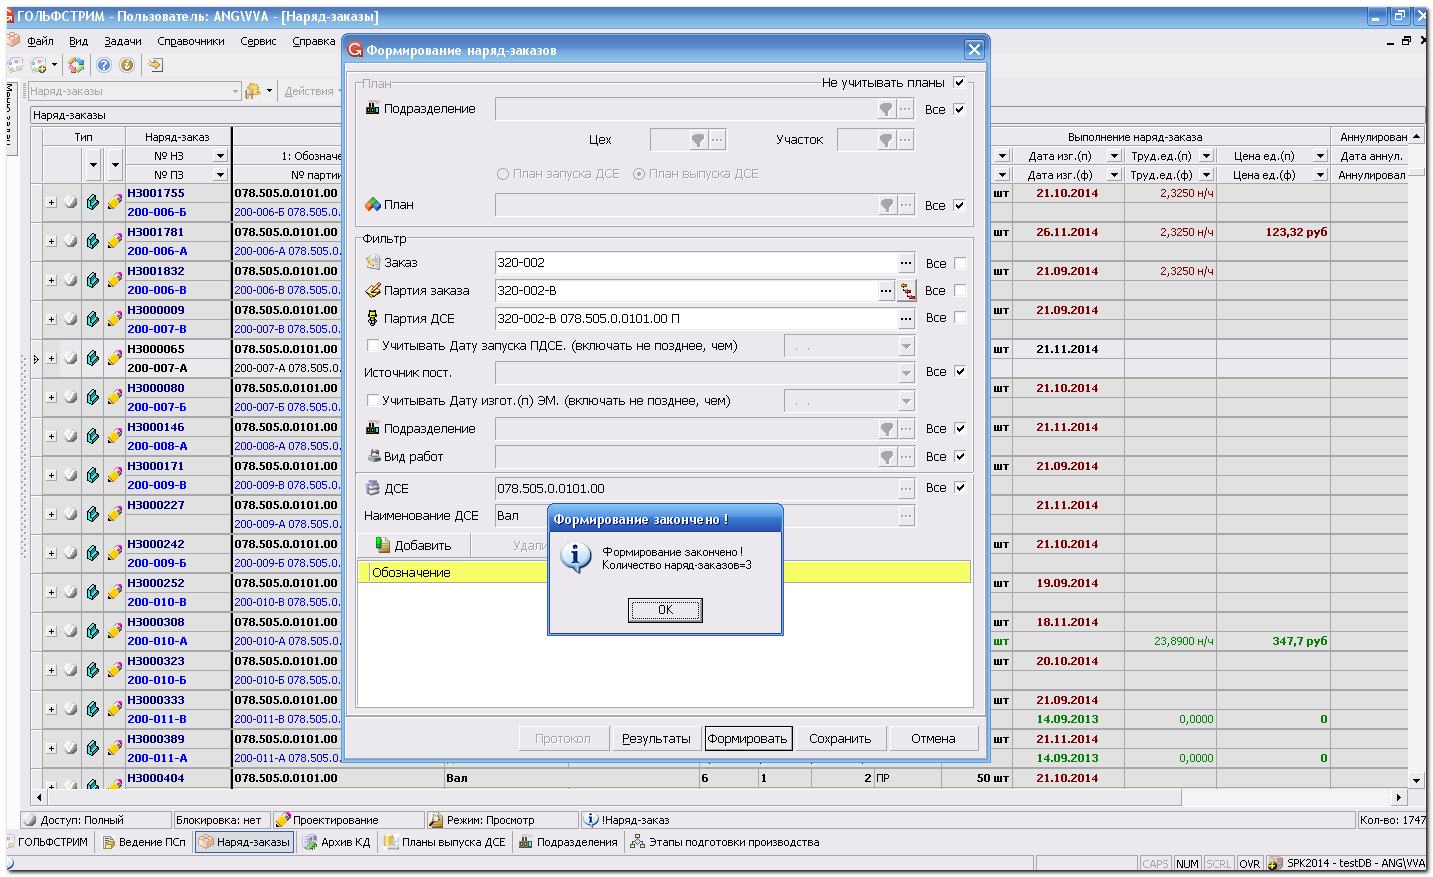 ГОЛЬФСТРИМ - Пользователь: ANG\VVA - [Наряд-заказы]
Файл Вид Задачи Справочники Сервис Справка
Наряд-заказы Действия
Наряд-заказы
Тип Наряд-заказ Выполнение наряд-заказа Аннулирован
№ НЗ 1: Обозначе Дата изг.(п) Труд.ед.(п) Цена ед.(п) Дата аннул.
№ ПЗ № партии Дата изг.(ф) Труд.ед.(ф) Цена ед.(ф) Аннулировал
НЗ001755 078.505.0.0101.00 шт 21.10.2014 2,3250 н/ч
200-006-Б 200-006-Б 078.505.0.
НЗ001781 078.505.0.0101.00 шт 26.11.2014 2,3250 н/ч 123,32 руб
200-006-А 200-006-А 078.505.0.
НЗ001832 078.505.0.0101.00 шт 21.09.2014 2,3250 н/ч
200-006-В 200-006-В 078.505.0.
НЗ000009 078.505.0.0101.00 шт 21.09.2014
200-007-В 200-007-В 078.505.0.
НЗ000065 078.505.0.0101.00 шт 21.11.2014
200-007-А 200-007-А 078.505.0.
НЗ000080 078.505.0.0101.00 шт 21.10.2014
200-007-Б 200-007-Б 078.505.0.
НЗ000146 078.505.0.0101.00 шт 21.11.2014
200-008-А 200-008-А 078.505.0.
НЗ000171 078.505.0.0101.00 шт 21.09.2014
200-009-В 200-009-В 078.505.0.
НЗ000227 078.505.0.0101.00 шт 21.11.2014
200-009-А 078.505.0.
НЗ000242 078.505.0.0101.00 шт 21.10.2014
200-009-Б 200-009-Б 078.505.0.
НЗ000252 078.505.0.0101.00 шт 19.09.2014
200-010-В 200-010-В 078.505.0.
НЗ000308 078.505.0.0101.00 шт 18.11.2014
200-010-А 200-010-А 078.505.0. шт 23,8900 н/ч 347,7 руб
НЗ000323 078.505.0.0101.00 шт 20.10.2014
200-010-Б 200-010-Б 078.505.0.
НЗ000333 078.505.0.0101.00 шт 21.09.2014
200-011-В 200-011-В 078.505.0. шт 14.09.2013 0,0000 0
НЗ000389 078.505.0.0101.00 шт 21.11.2014
200-011-А 200-011-А 078.505.0. шт 14.09.2013 0,0000 0
НЗ000404 078.505.0.0101.00 Вал 6 1 2 ПР 50 шт 21.10.2014
Формирование наряд-заказов
План Не учитывать планы
Подразделение Все
Цех Участок
План запуска ДСЕ План выпуска ДСЕ
План Все
Фильтр
Заказ 320-002 Все
Партия заказа 320-002-В Все
Партия ДСЕ 320-002-В 078.505.0.0101.00 П Все
Учитывать Дату запуска ПДСЕ. (включать не позднее, чем) . .
Источник пост. Все
Учитывать Дату изгот.(п) ЭМ. (включать не позднее, чем) . .
Подразделение Все
Вид работ Все
ДСЕ 078.505.0.0101.00 Все
Наименование ДСЕ Вал
Добавить Удали
Обозначение
Формирование закончено !
Формирование закончено !
Количество наряд-заказов=3
OK
Протокол Результаты Формировать Сохранить Отмена
Доступ: Полный Блокировка: нет Проектирование Режим: Просмотр !Наряд-заказ Кол-во: 1747
ГОЛЬФСТРИМ Ведение ПСп Наряд-заказы Архив КД Планы выпуска ДСЕ Подразделения Этапы подготовки производства
CAPS NUM SCRL OVR SPK2014 - testDB - ANG\VVA